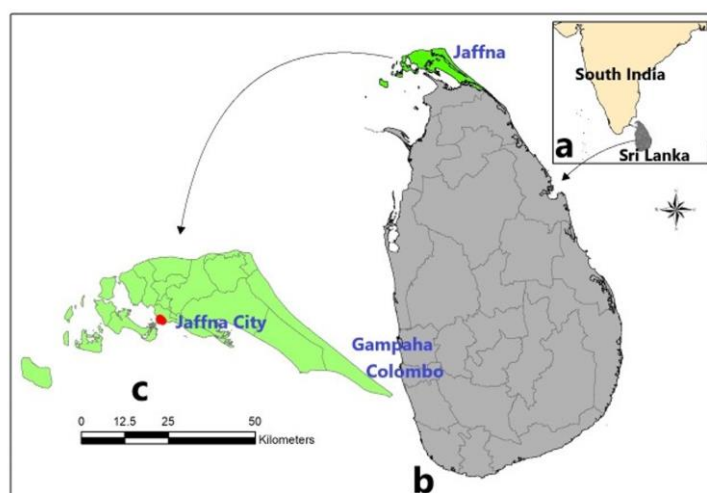 Jaffna
South India
a
Sri Lanka
Jaffna City
Gampaha
Colombo
c
0 12.5 25 50
Kilometers
b